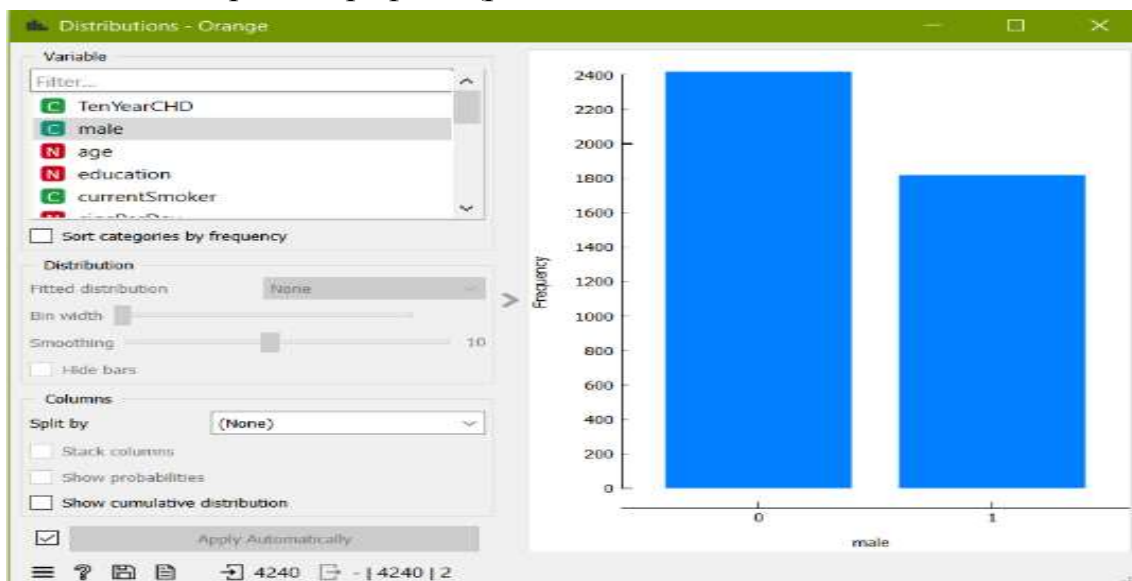 Distributions - Orange
Variable
Filter...
C TenYearCHD
C male
N age
N education
C currentSmoker
Sort categories by frequency
Distribution
Fitted distribution None
Bin width
Smoothing 10
Hide bars
Columns
Split by (None)
Stack columns
Show probabilities
Show cumulative distribution
Apply Automatically
4240 - | 4240 | 2
2400
2200
2000
1800
1600
1400
1200
1000
800
600
400
200
0
Frequency
0 1
male